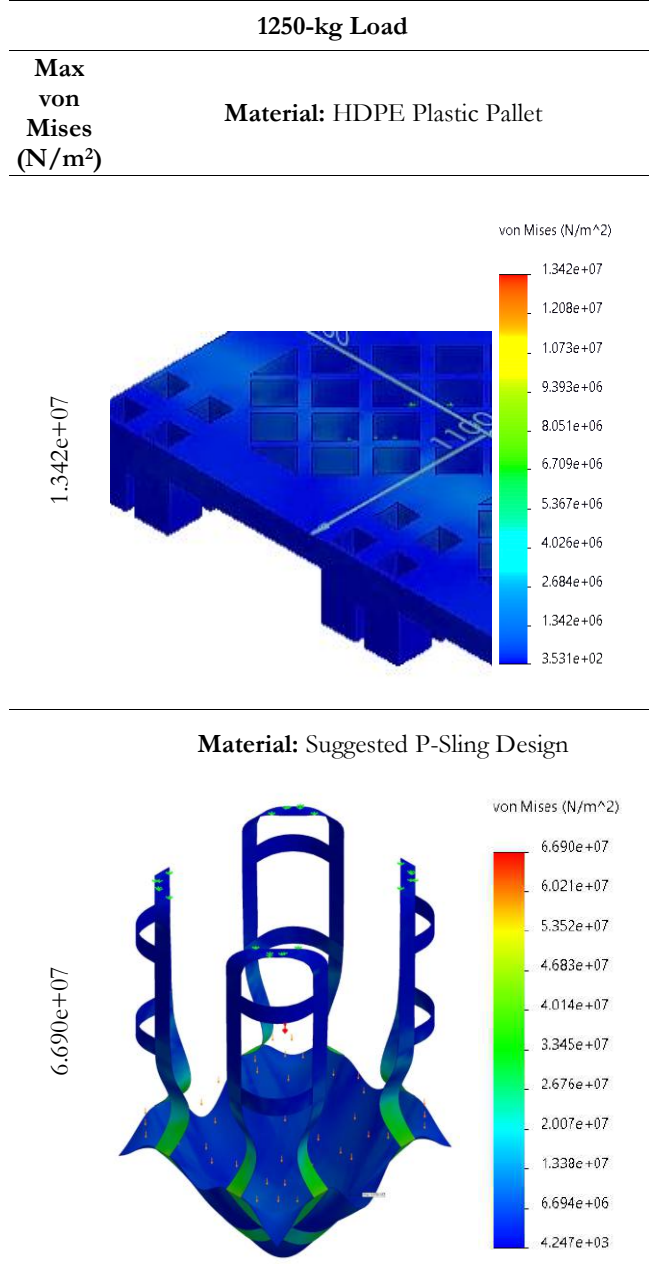 1250-kg Load
Max
von
Mises
(N/m²)
Material: HDPE Plastic Pallet
1.342e+07
von Mises (N/m^2)
1.342e+07
1.208e+07
1.073e+07
9.393e+06
8.051e+06
6.709e+06
5.367e+06
4.026e+06
2.684e+06
1.342e+06
3.531e+02
1100
Material: Suggested P-Sling Design
6.690e+07
von Mises (N/m^2)
6.690e+07
6.021e+07
5.352e+07
4.683e+07
4.014e+07
3.345e+07
2.676e+07
2.007e+07
1.338e+07
6.694e+06
4.247e+03